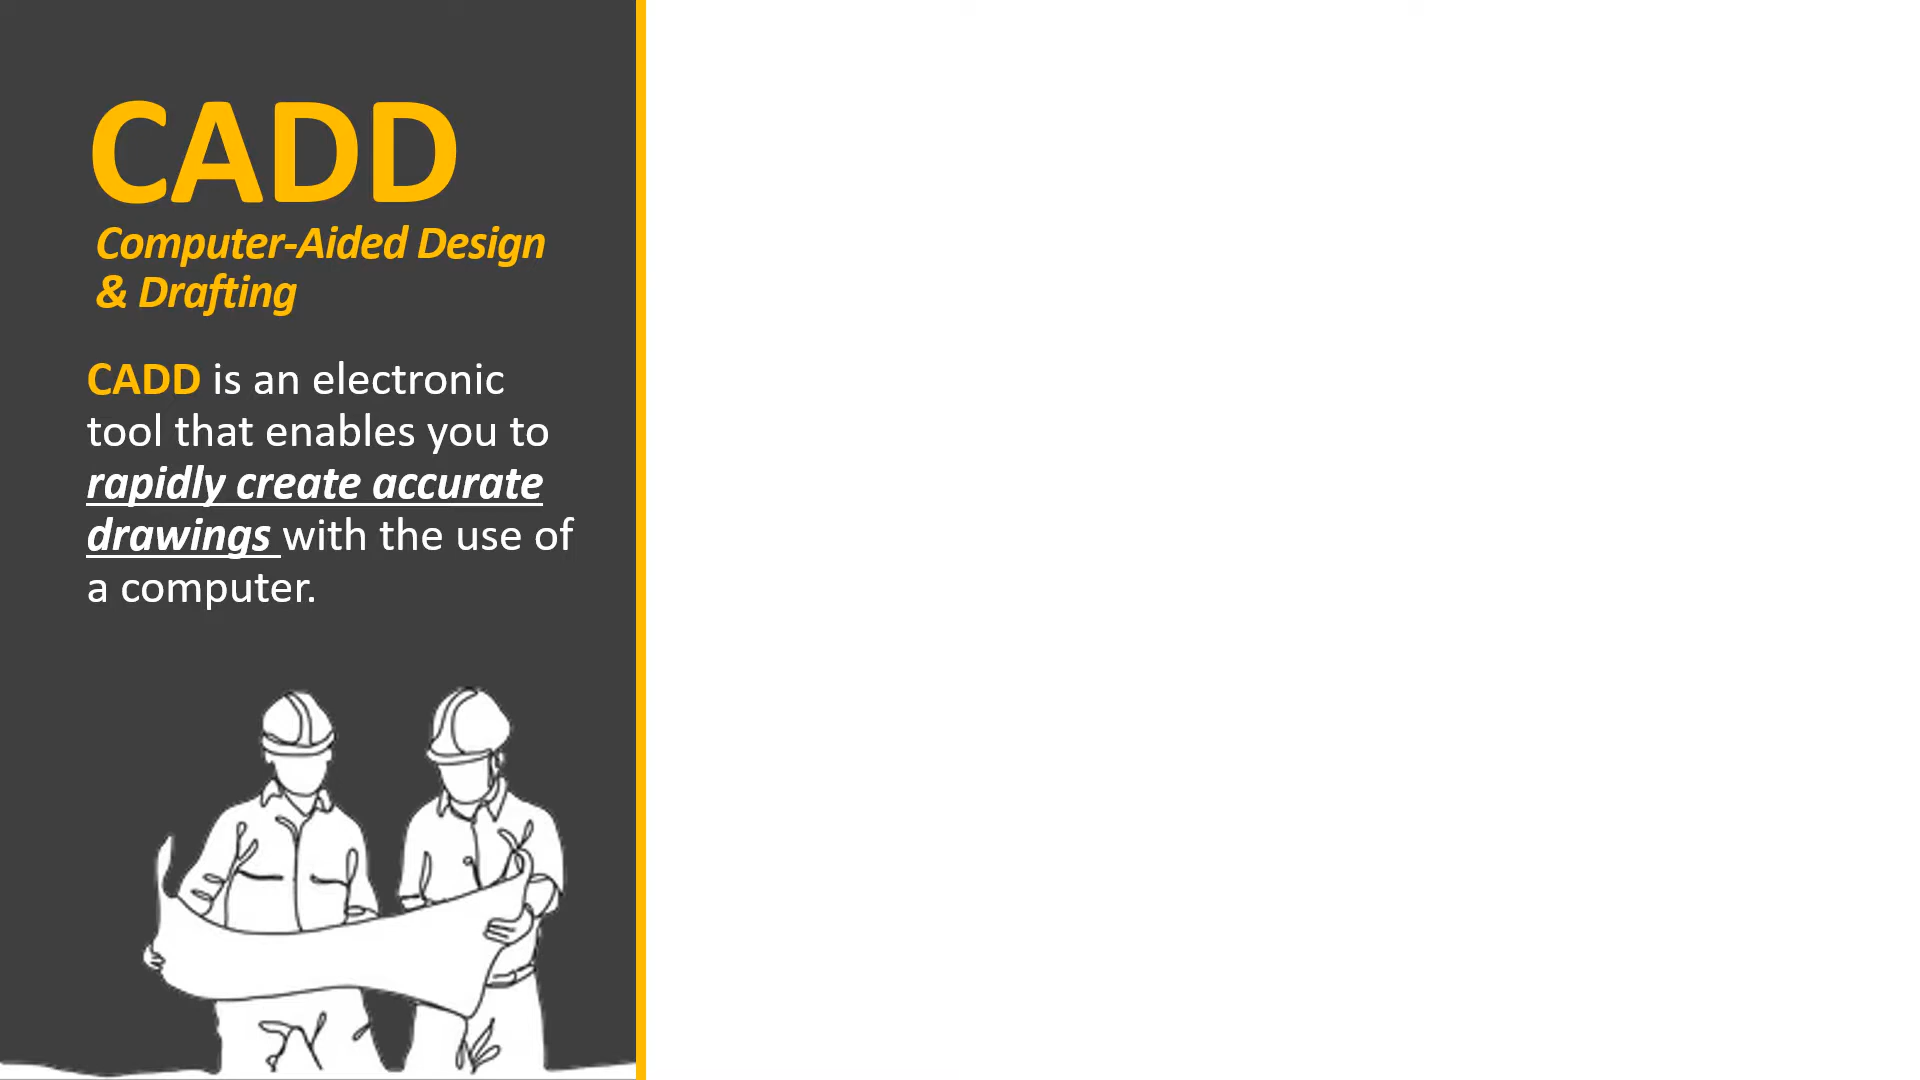 CADD
Computer-Aided Design
& Drafting
CADD is an electronic
tool that enables you to
rapidly create accurate
drawings with the use of
a computer.